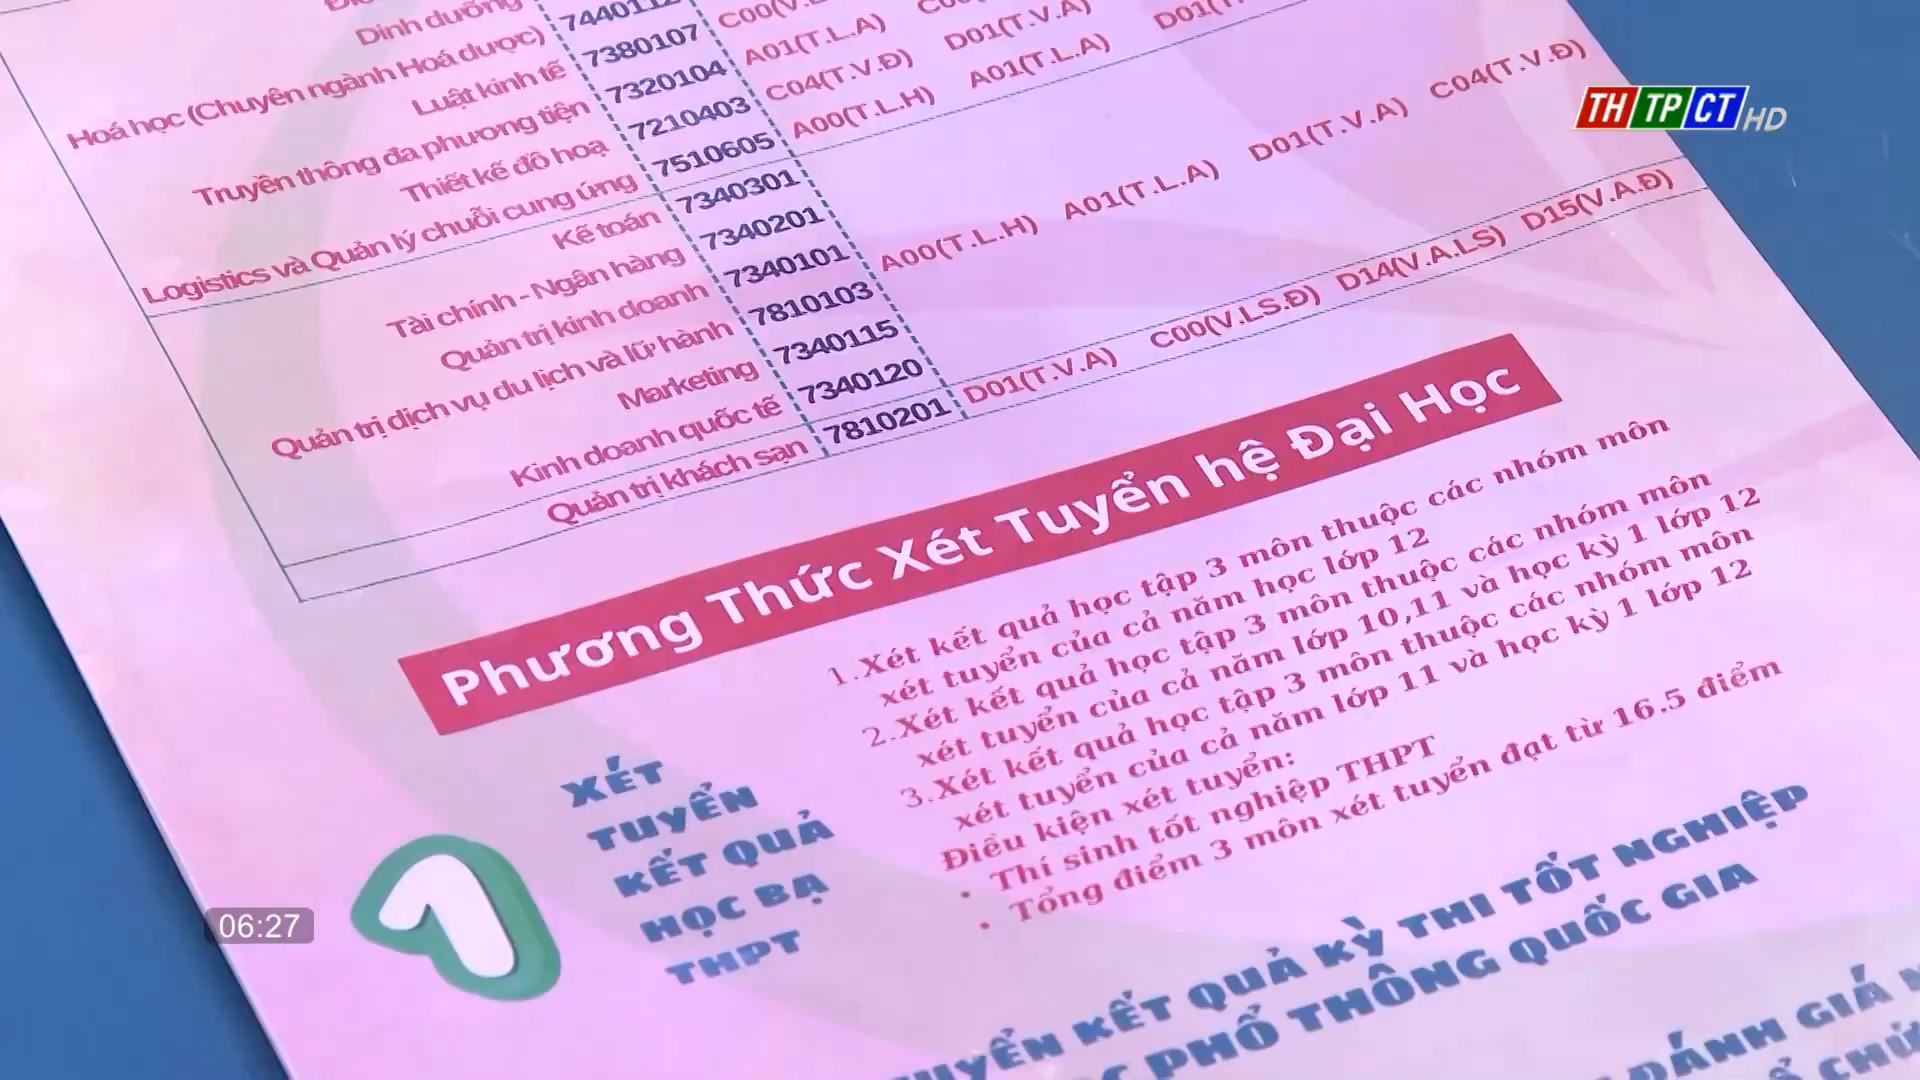 THTPCTHD
Dinh dưỡng
Hoá học (Chuyên ngành Hoá dược)
Luật kinh tế 7380107
Truyền thông đa phương tiện 7320104
Thiết kế đồ hoạ 7210403
Logistics và Quản lý chuỗi cung ứng 7510605
Kế toán 7340301
Tài chính - Ngân hàng 7340201
Quản trị kinh doanh 7340101
Quản trị dịch vụ du lịch và lữ hành 7810103
Marketing 7340115
Kinh doanh quốc tế 7340120
Quản trị khách sạn 7810201
A01(T.L.A) D01(T.V.A)
C04(T.V.Đ) A01(T.L.A)
A00(T.L.H)
A00(T.L.H) A01(T.L.A) D01(T.V.A) C04(T.V.Đ)
D01(T.V.A) C00(V.LS.Đ) D14(V.A.LS) D15(V.A.Đ)
Phương Thức Xét Tuyển hệ Đại Học
1
XÉT
TUYỂN
KẾT QUẢ
HỌC BẠ
THPT
1.Xét kết quả học tập 3 môn thuộc các nhóm môn
xét tuyển của cả năm học lớp 12
2.Xét kết quả học tập 3 môn thuộc các nhóm môn
xét tuyển của cả năm lớp 10,11 và học kỳ 1 lớp 12
3.Xét kết quả học tập 3 môn thuộc các nhóm môn
xét tuyển của cả năm lớp 11 và học kỳ 1 lớp 12
Điều kiện xét tuyển:
• Thí sinh tốt nghiệp THPT
• Tổng điểm 3 môn xét tuyển đạt từ 16.5 điểm
KẾT QUẢ KỲ THI TỐT NGHIỆP
PHỔ THÔNG QUỐC GIA
ĐÁNH GIÁ
06:27